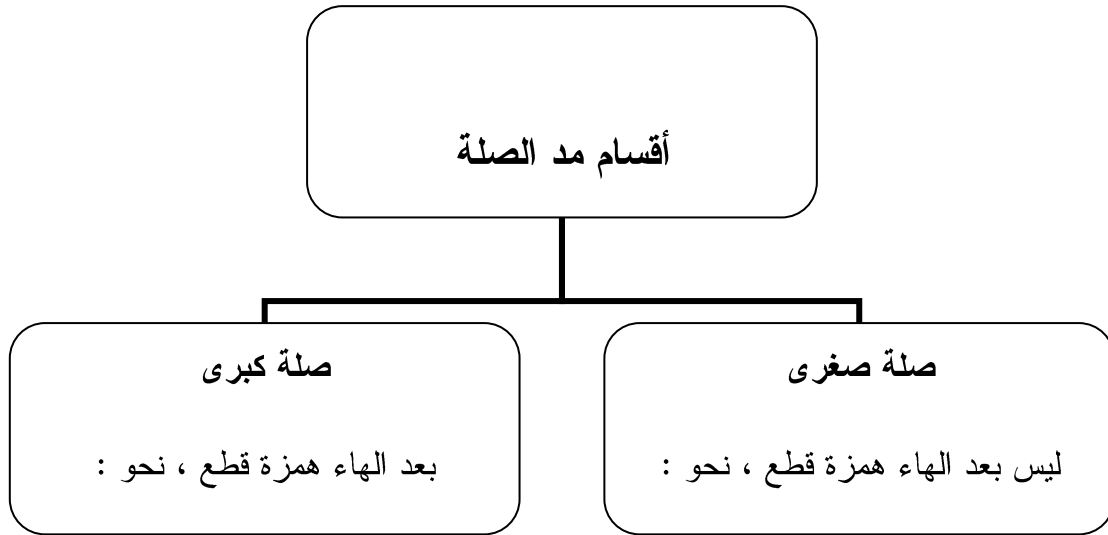 أقسام مد الصلة
صلة صغرى
ليس بعد الهاء همزة قطع ، نحو :
صلة كبرى
بعد الهاء همزة قطع ، نحو :